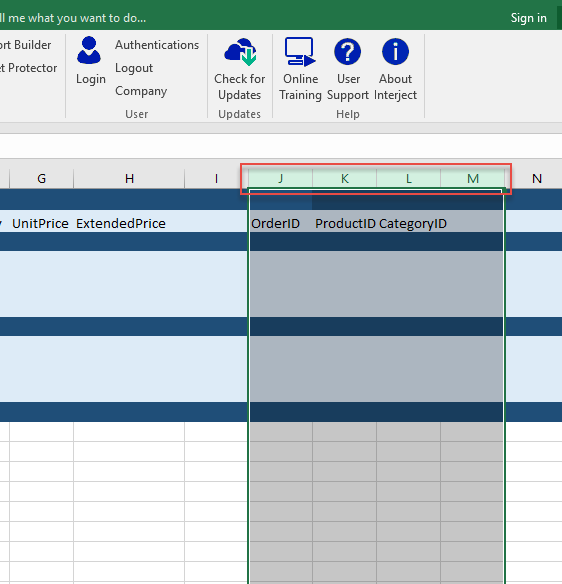 ll me what you want to do...
Sign in
ort Builder
et Protector
Login
Authentications
Logout
Company
User
Check for
Updates
Updates
Online
Training
User
Support
About
Interject
Help
G H I J K L M N
y UnitPrice ExtendedPrice OrderID ProductID CategoryID